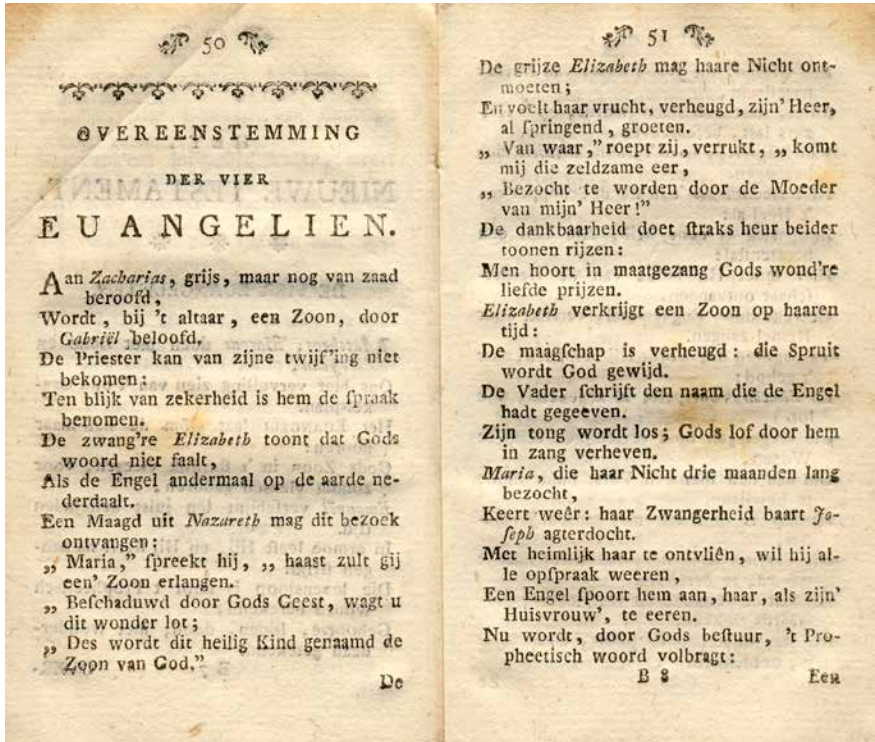 50
OVEREENSTEMMING
DER VIER
EUANGELIEN.
Aan Zacharias, grijs, maar nog van zaad
beroofd,
Wordt, bij 't altaar, een Zoon, door
Gabriël beloofd.
De Priester kan van zijne twijf'ing niet
bekomen:
Ten blijk van zekerheid is hem de ſpraak
benomen.
De zwang're Elizabeth toont dat Gods
woord niet faalt,
Als de Engel andermaal op de aarde ne-
derdaalt.
Een Maagd uit Nazareth mag dit bezoek
ontvangen:
„ Maria,” ſpreekt hij, „ haast zult gij
een' Zoon erlangen.
„ Beſchaduwd door Gods Geest, wagt u
dit wonder lot;
„ Des wordt dit heilig Kind genaamd de
Zoon van God.”
De
51
De grijze Elizabeth mag haare Nicht ont-
moeten;
En voelt haar vrucht, verheugd, zijn' Heer,
al ſpringend, groeten.
„ Van waar,” roept zij, verrukt, „ komt
mij die zeldzame eer,
„ Bezocht te worden door de Moeder
van mijn' Heer!”
De dankbaarheid doet ſtraks heur beider
toonen rijzen:
Men hoort in maatgezang Gods wond're
liefde prijzen.
Elizabeth verkrijgt een Zoon op haaren
tijd:
De maagſchap is verheugd: die Spruit
wordt God gewijd.
De Vader ſchrijft den naam die de Engel
hadt gegeeven.
Zijn tong wordt los; Gods lof door hem
in zang verheven.
Maria, die haar Nicht drie maanden lang
bezocht,
Keert weêr: haar Zwangerheid baart Jo-
ſeph agterdocht.
Met heimlijk haar te ontvliên, wil hij al-
le opſpraak weeren,
Een Engel ſpoort hem aan, haar, als zijn'
Huisvrouw', te eeren.
Nu wordt, door Gods beſtuur, 't Pro-
pheetisch woord volbragt:
B 8 Een